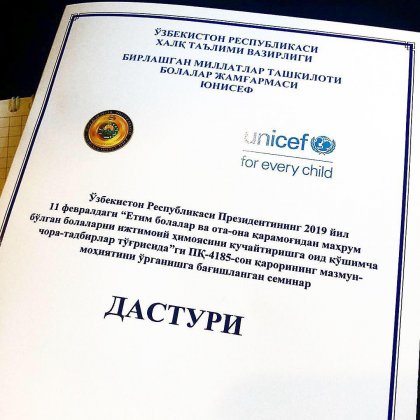 ЎЗБЕКИСТОН РЕСПУБЛИКАСИ
ХАЛҚ ТАЪЛИМИ ВАЗИРЛИГИ
БИРЛАШГАН МИЛЛАТЛАР ТАШКИЛОТИ
БОЛАЛАР ЖАМҒАРМАСИ
ЮНИСЕФ
unicef
for every child
Ўзбекистон Республикаси Президентининг 2019 йил
11 февралдаги “Етим болалар ва ота-она қарамоғидан маҳрум
бўлган болаларни ижтимоий ҳимоясини кучайтиришга оид қўшимча
чора-тадбирлар тўғрисида”ги ПҚ-4185-сон қарорининг мазмун-
моҳиятини ўрганишга бағишланган семинар
ДАСТУРИ